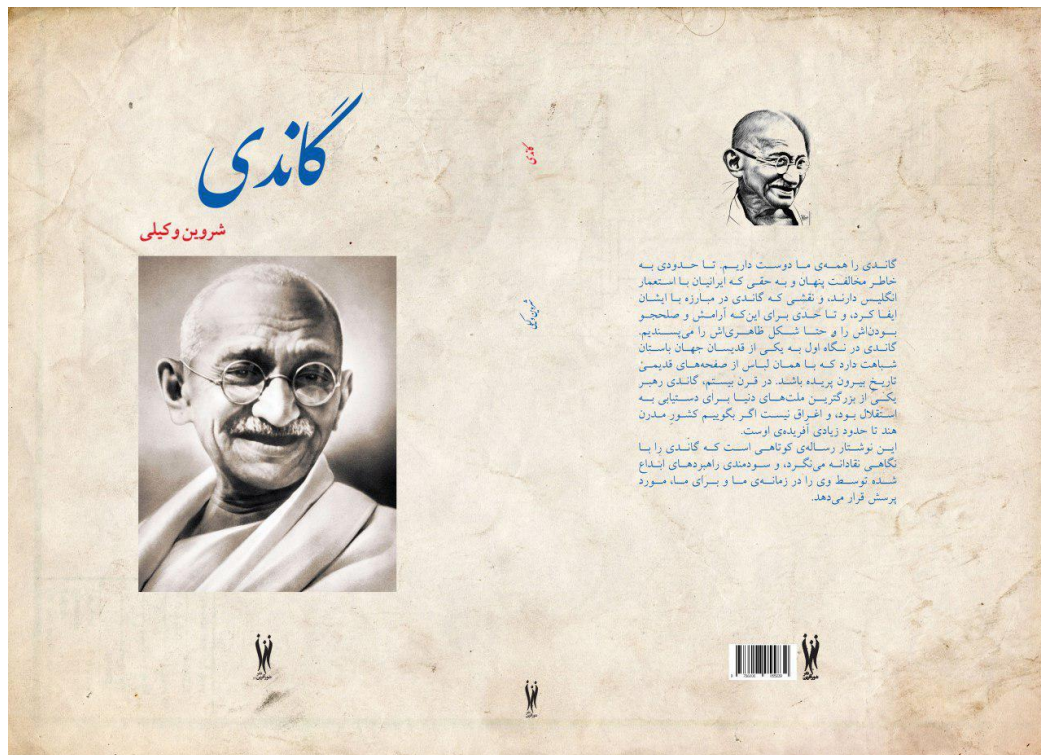 گاندی
شروین وکیلی
گاندی
شروین وکیلی
گاندی را همه‌ی ما دوست داریم. تا حدودی به
خاطر مخالفت پنهان و به حقی که ایرانیان با استعمار
انگلیس دارند، و نقشی که گاندی در مبارزه با ایشان
ایفا کرد، و تا حدی برای این‌که آرامش و صلحجو
بودن‌اش را و حتا شکل ظاهری‌اش را می‌پسندیم.
گاندی در نگاه اول به یکی از قدیسان جهان باستان
شباهت دارد که با همان لباس از صفحه‌های قدیمیِ
تاریخ بیرون پریده باشد. در قرن بیستم، گاندی رهبر
یکی از بزرگترین ملت‌های دنیا برای دستیابی به
استقلال بود، و اغراق نیست اگر بگوییم کشورِ مدرن
هند تا حدود زیادی آفریده‌ی اوست.
این نوشتار رساله‌ی کوتاهی است که گاندی را با
نگاهی نقادانه می‌نگرد، و سودمندی راهبردهای ابداع
شده توسط وی را در زمانه‌ی ما و برای ما، مورد
پرسش قرار می‌دهد.